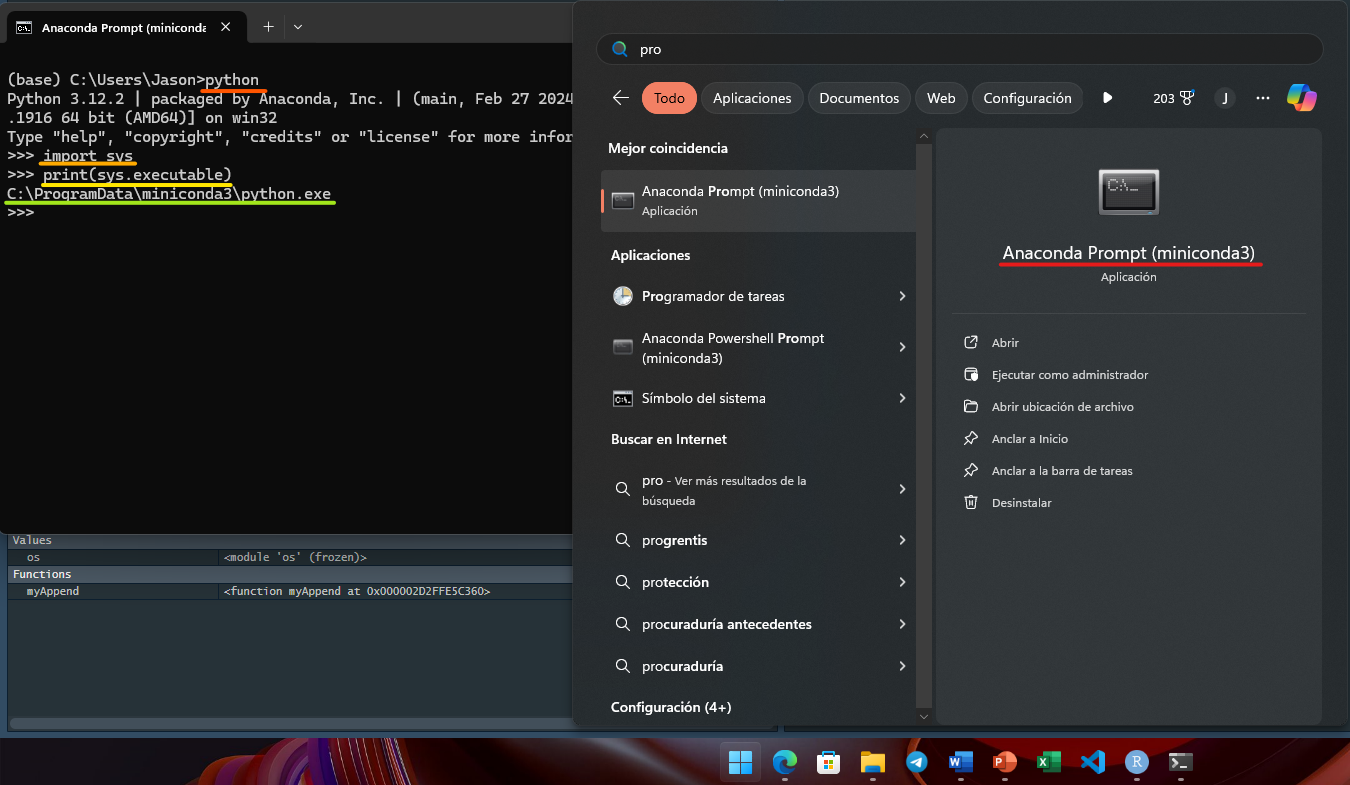 Anaconda Prompt (miniconda
(base) C:\Users\Jason>python
Python 3.12.2 | packaged by Anaconda, Inc. | (main, Feb 27 2024
.1916 64 bit (AMD64)] on win32
Type "help", "copyright", "credits" or "license" for more infor
>>> import sys
>>> print(sys.executable)
C:\ProgramData\miniconda3\python.exe
>>>
Values
os <module 'os' (frozen)>
Functions
myAppend <function myAppend at 0x000002D2FFE5C360>
pro
Todo Aplicaciones Documentos Web Configuración 203 J
Mejor coincidencia
Anaconda Prompt (miniconda3)
Aplicación
Aplicaciones
Programador de tareas
Anaconda Powershell Prompt
(miniconda3)
Símbolo del sistema
Buscar en Internet
pro - Ver más resultados de la
búsqueda
progrentis
protección
procuraduría antecedentes
procuraduría
Configuración (4+)
C:\_
Anaconda Prompt (miniconda3)
Aplicación
Abrir
Ejecutar como administrador
Abrir ubicación de archivo
Anclar a Inicio
Anclar a la barra de tareas
Desinstalar
W P X R